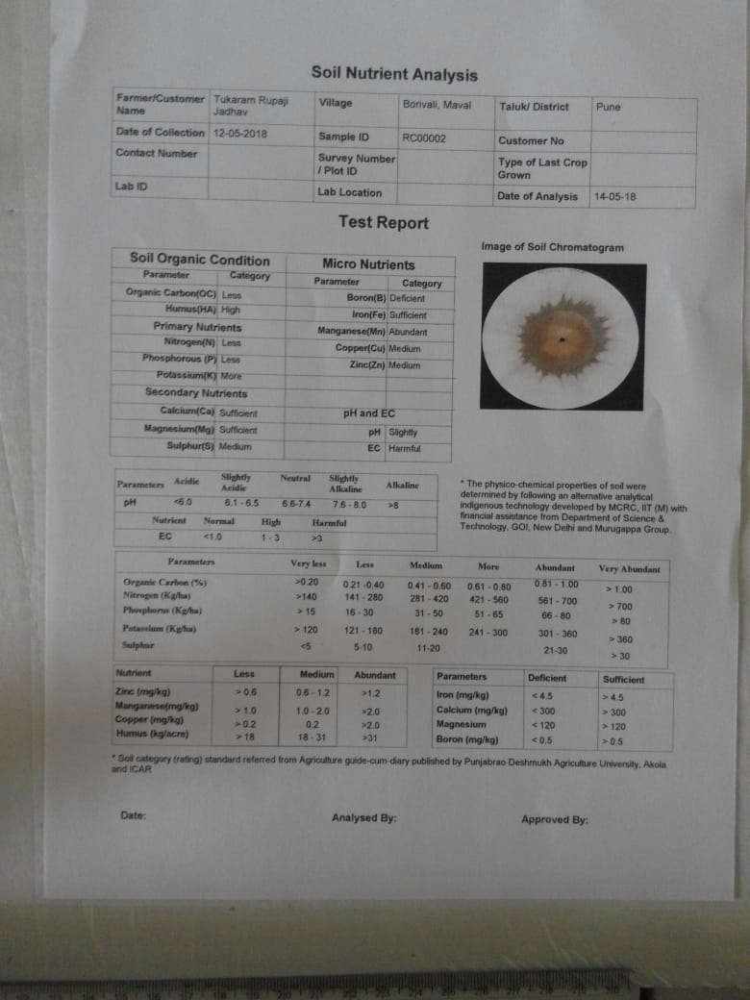 Soil Nutrient Analysis
Farmer/Customer Name Tukaram Rupaji Jadhav Village Borivali, Maval Taluk/ District Pune
Date of Collection 12-05-2018 Sample ID RC00002 Customer No
Contact Number Survey Number / Plot ID Type of Last Crop Grown
Lab ID Lab Location Date of Analysis 14-05-18
Test Report
Image of Soil Chromatogram
Soil Organic Condition
Parameter Category
Organic Carbon(OC) Less
Humus(HA) High
Primary Nutrients
Nitrogen(N) Less
Phosphorous (P) Less
Potassium(K) More
Secondary Nutrients
Calcium(Ca) Sufficient
Magnesium(Mg) Sufficient
Sulphur(S) Medium
Micro Nutrients
Parameter Category
Boron(B) Deficient
Iron(Fe) Sufficient
Manganese(Mn) Abundant
Copper(Cu) Medium
Zinc(Zn) Medium
pH and EC
pH Slightly
EC Harmful
Parameters Acidic Slightly Acidic Neutral Slightly Alkaline Alkaline
pH <6.0 6.1 - 6.5 6.6-7.4 7.6 - 8.0 >8
Nutrient Normal High Harmful
EC <1.0 1 - 3 >3
* The physico-chemical properties of soil were
determined by following an alternative analytical
indigenous technology developed by MCRC, IIT (M) with
financial assistance from Department of Science &
Technology, GOI, New Delhi and Murugappa Group.
Parameters Very less Less Medium More Abundant Very Abundant
Organic Carbon (%) >0.20 0.21 -0.40 0.41 - 0.60 0.61 - 0.80 0.81 - 1.00 > 1.00
Nitrogen (Kg/ha) >140 141 - 280 281 - 420 421 - 560 561 - 700 > 700
Phosphorus (Kg/ha) > 15 16 - 30 31 - 50 51 - 65 66 - 80 > 80
Potassium (Kg/ha) > 120 121 - 180 181 - 240 241 - 300 301 - 360 > 360
Sulphur <5 5-10 11-20 21-30 > 30
Nutrient Less Medium Abundant
Zinc (mg/kg) > 0.6 0.6 - 1.2 >1.2
Manganese(mg/kg) > 1.0 1.0 - 2.0 >2.0
Copper (mg/kg) > 0.2 0.2 >2.0
Humus (kg/acre) > 18 18 - 31 >31
Parameters Deficient Sufficient
Iron (mg/kg) < 4.5 > 4.5
Calcium (mg/kg) < 300 > 300
Magnesium < 120 > 120
Boron (mg/kg) < 0.5 > 0.5
* Soil category (rating) standard referred from Agriculture guide-cum-diary published by Punjabrao Deshmukh Agriculture University, Akola
and ICAR
Date: Analysed By: Approved By: